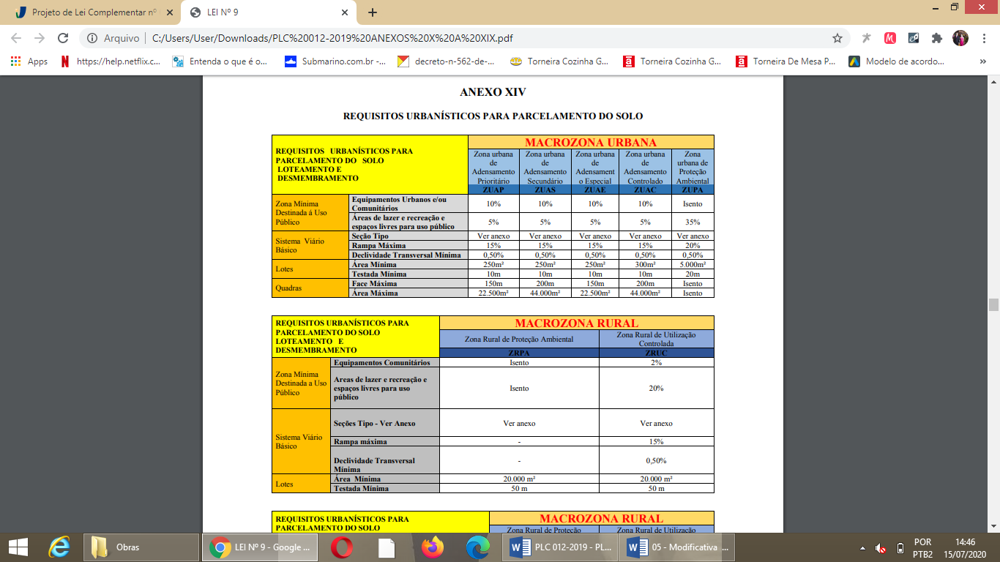 Projeto de Lei Complementar nº
LEI Nº 9
Arquivo | C:/Users/User/Downloads/PLC%20012-2019%20ANEXOS%20X%20A%20XIX.pdf
Apps
https://help.netflix.c...
Entenda o que é o...
Submarino.com.br -...
decreto-n-562-de-...
Torneira Cozinha G...
Torneira Cozinha G...
Torneira De Mesa P...
Modelo de acordo...
ANEXO XIV
REQUISITOS URBANÍSTICOS PARA PARCELAMENTO DO SOLO
REQUISITOS URBANÍSTICOS PARA
PARCELAMENTO DO SOLO
LOTEAMENTO E
DESMEMBRAMENTO
MACROZONA URBANA
Zona urbana de Adensamento Prioritário
Zona urbana de Adensamento Secundário
Zona urbana de Adensament o Especial
Zona urbana de Adensamento Controlado
Zona urbana de Proteção Ambiental
ZUAP ZUAS ZUAE ZUAC ZUPA
Zona Mínima
Destinada á Uso
Público
Equipamentos Urbanos e/ou
Comunitários
10% 10% 10% 10% Isento
Áreas de lazer e recreação e
espaços livres para uso público
5% 5% 5% 5% 35%
Sistema Viário
Básico
Seção Tipo Ver anexo Ver anexo Ver anexo Ver anexo Ver anexo
Rampa Máxima 15% 15% 15% 15% 20%
Declividade Transversal Mínima 0,50% 0,50% 0,50% 0,50% 0,50%
Lotes
Área Mínima 250m² 250m² 250m² 300m² 5.000m²
Testada Mínima 10m 10m 10m 10m 20m
Quadras
Face Máxima 150m 200m 150m 200m Isento
Área Máxima 22.500m² 44.000m² 22.500m² 44.000m² Isento
REQUISITOS URBANÍSTICOS PARA
PARCELAMENTO DO SOLO
LOTEAMENTO E
DESMEMBRAMENTO
MACROZONA RURAL
Zona Rural de Proteção Ambiental
Zona Rural de Utilização
Controlada
ZRPA ZRUC
Zona Mínima
Destinada a Uso
Público
Equipamentos Comunitários Isento 2%
Areas de lazer e recreação e
espaços livres para uso
público
Isento 20%
Sistema Viário
Básico
Seções Tipo - Ver Anexo Ver anexo Ver anexo
Rampa máxima - 15%
Declividade Transversal
Mínima
- 0,50%
Lotes
Área Mínima 20.000 m² 20.000 m²
Testada Mínima 50 m 50 m
REQUISITOS URBANÍSTICOS PARA
PARCELAMENTO DO SOLO
MACROZONA RURAL
Zona Rural de Proteção
Zona Rural de Utilização
Obras
LEI Nº 9 - Google ...
PLC 012-2019 - PL...
05 - Modificativa ...
POR
PTB2
14:46
15/07/2020